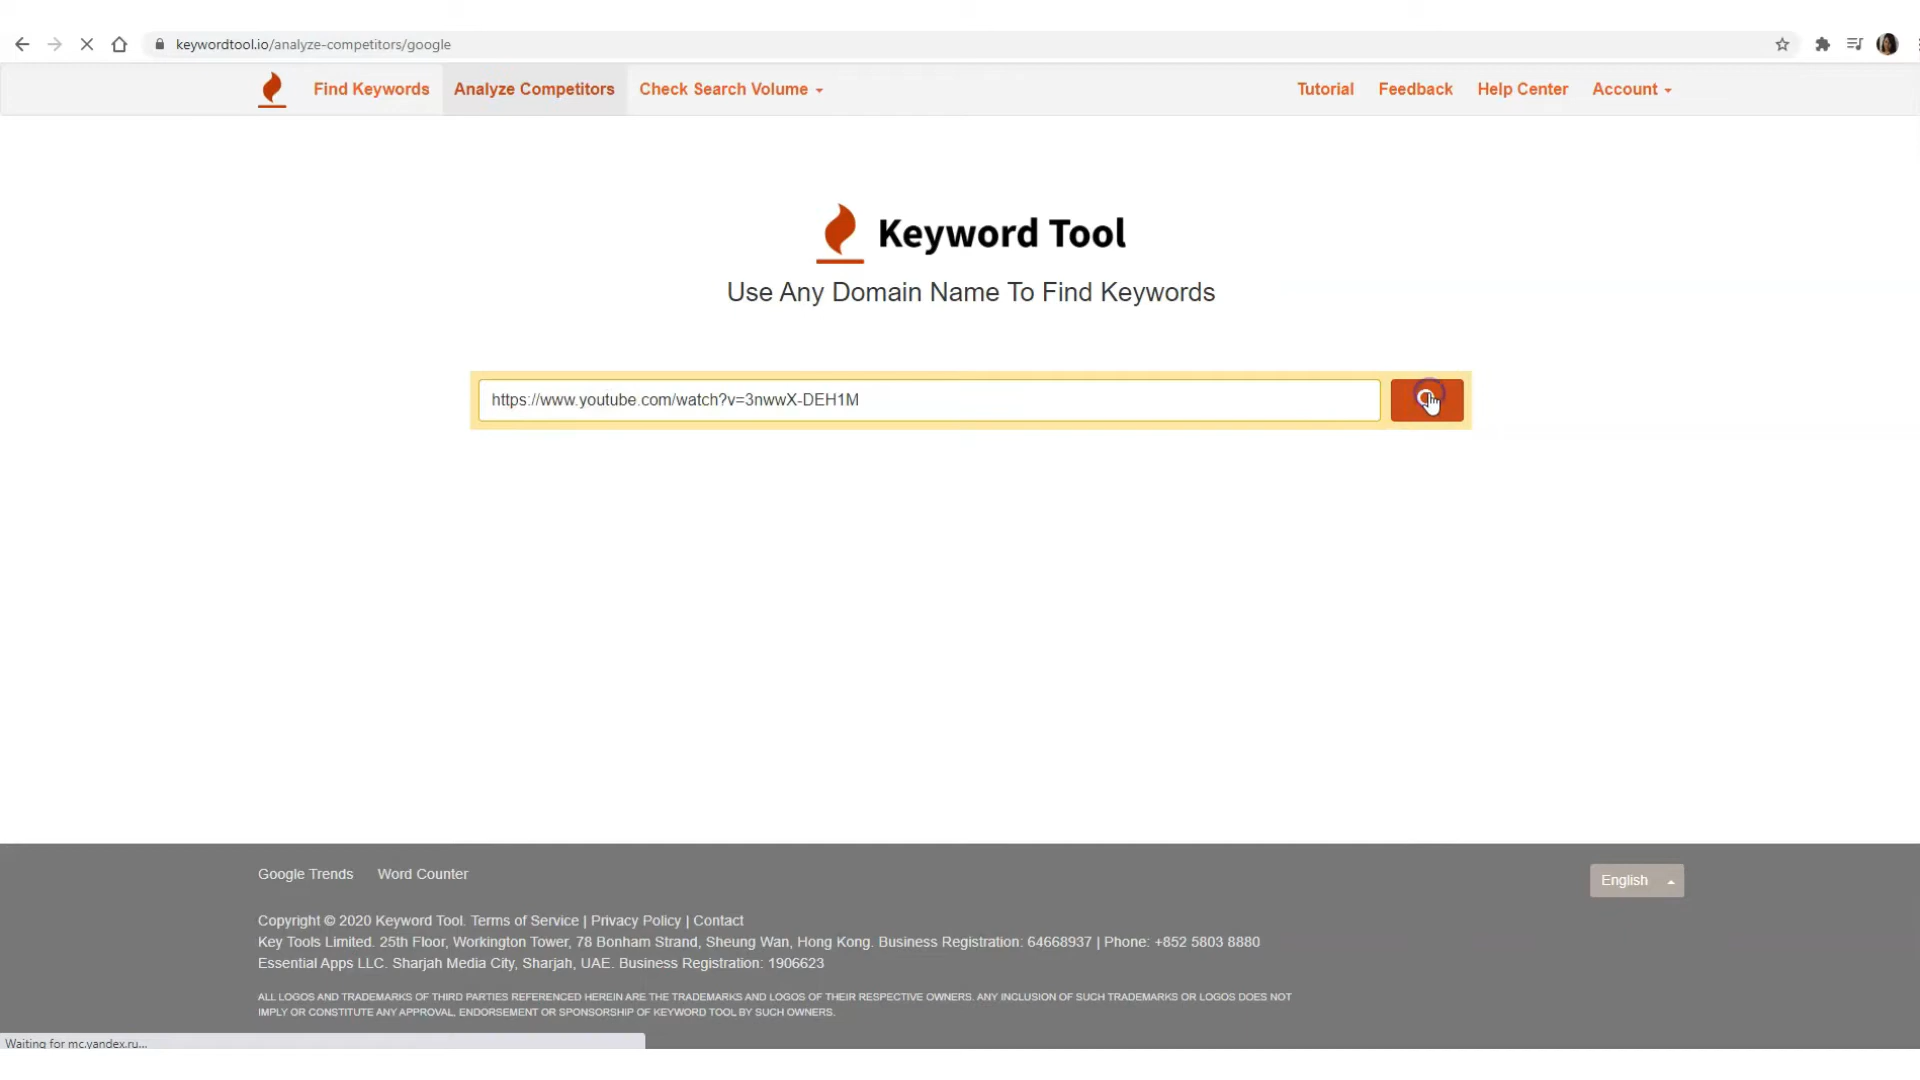 keywordtool.io/analyze-competitors/google
Find Keywords Analyze Competitors Check Search Volume Tutorial Feedback Help Center Account
Keyword Tool
Use Any Domain Name To Find Keywords
https://www.youtube.com/watch?v=3nwwX-DEH1M
Google Trends Word Counter English
Copyright © 2020 Keyword Tool. Terms of Service | Privacy Policy | Contact
Key Tools Limited. 25th Floor, Workington Tower, 78 Bonham Strand, Sheung Wan, Hong Kong. Business Registration: 64668937 | Phone: +852 5803 8880
Essential Apps LLC. Sharjah Media City, Sharjah, UAE. Business Registration: 1906623
ALL LOGOS AND TRADEMARKS OF THIRD PARTIES REFERENCED HEREIN ARE THE TRADEMARKS AND LOGOS OF THEIR RESPECTIVE OWNERS. ANY INCLUSION OF SUCH TRADEMARKS OR LOGOS DOES NOT
IMPLY OR CONSTITUTE ANY APPROVAL, ENDORSEMENT OR SPONSORSHIP OF KEYWORD TOOL BY SUCH OWNERS.
Waiting for mc.yandex.ru...